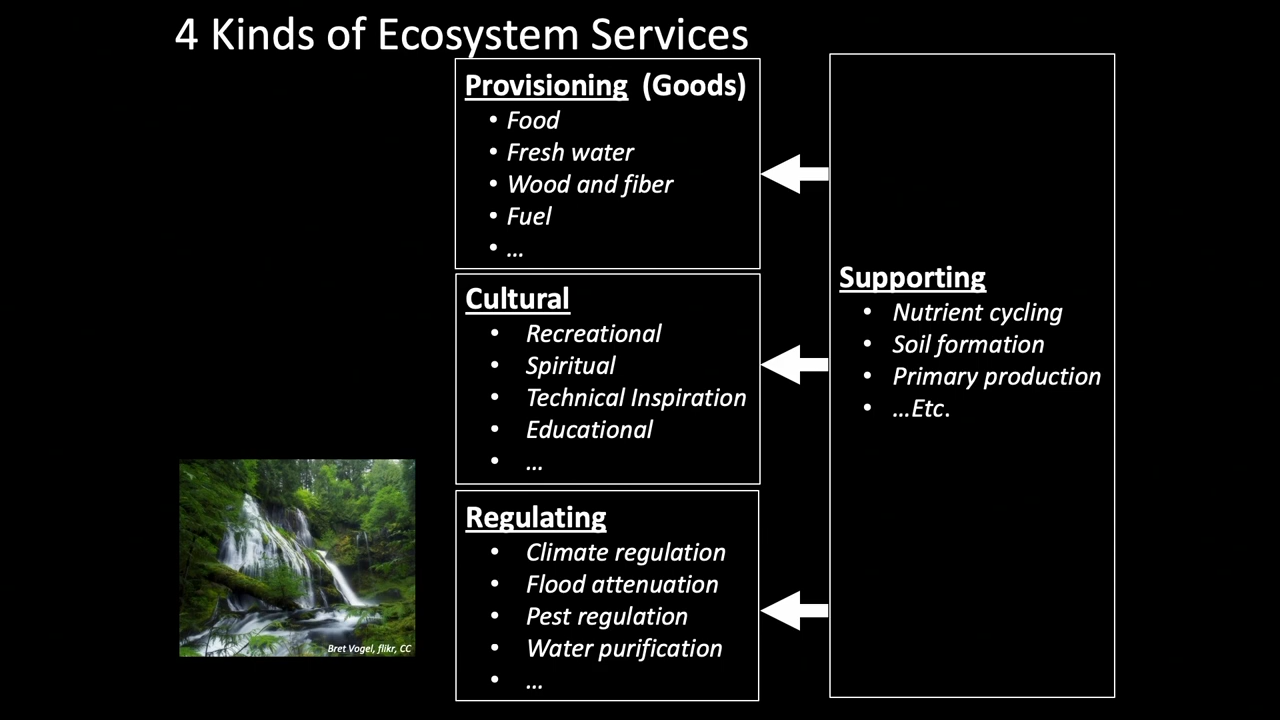 4 Kinds of Ecosystem Services
Provisioning (Goods)
• Food
• Fresh water
• Wood and fiber
• Fuel
• ...
Cultural
• Recreational
• Spiritual
• Technical Inspiration
• Educational
• ...
Regulating
• Climate regulation
• Flood attenuation
• Pest regulation
• Water purification
• ...
Supporting
• Nutrient cycling
• Soil formation
• Primary production
• ...Etc.
Bret Vogel, flikr, CC